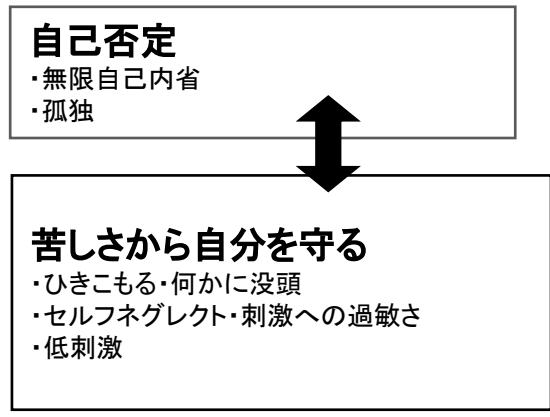 自己否定
・無限自己内省
・孤独
苦しさから自分を守る
・ひきこもる・何かに没頭
・セルフネグレクト・刺激への過敏さ
・低刺激